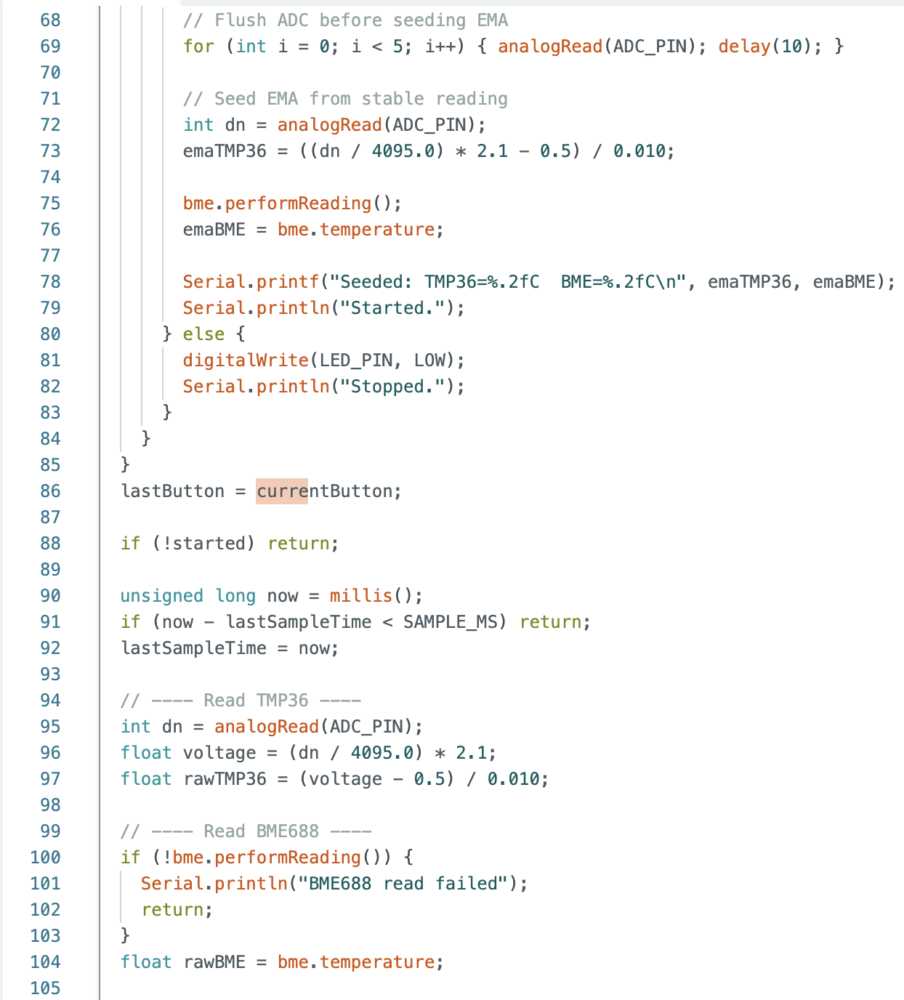 68 // Flush ADC before seeding EMA
69 for (int i = 0; i < 5; i++) { analogRead(ADC_PIN); delay(10); }
70
71 // Seed EMA from stable reading
72 int dn = analogRead(ADC_PIN);
73 emaTMP36 = ((dn / 4095.0) * 2.1 - 0.5) / 0.010;
74
75 bme.performReading();
76 emaBME = bme.temperature;
77
78 Serial.printf("Seeded: TMP36=%.2fC  BME=%.2fC\n", emaTMP36, emaBME);
79 Serial.println("Started.");
80 } else {
81 digitalWrite(LED_PIN, LOW);
82 Serial.println("Stopped.");
83 }
84 }
85 }
86 lastButton = currentButton;
87
88 if (!started) return;
89
90 unsigned long now = millis();
91 if (now - lastSampleTime < SAMPLE_MS) return;
92 lastSampleTime = now;
93
94 // ---- Read TMP36 ----
95 int dn = analogRead(ADC_PIN);
96 float voltage = (dn / 4095.0) * 2.1;
97 float rawTMP36 = (voltage - 0.5) / 0.010;
98
99 // ---- Read BME688 ----
100 if (!bme.performReading()) {
101 Serial.println("BME688 read failed");
102 return;
103 }
104 float rawBME = bme.temperature;
105